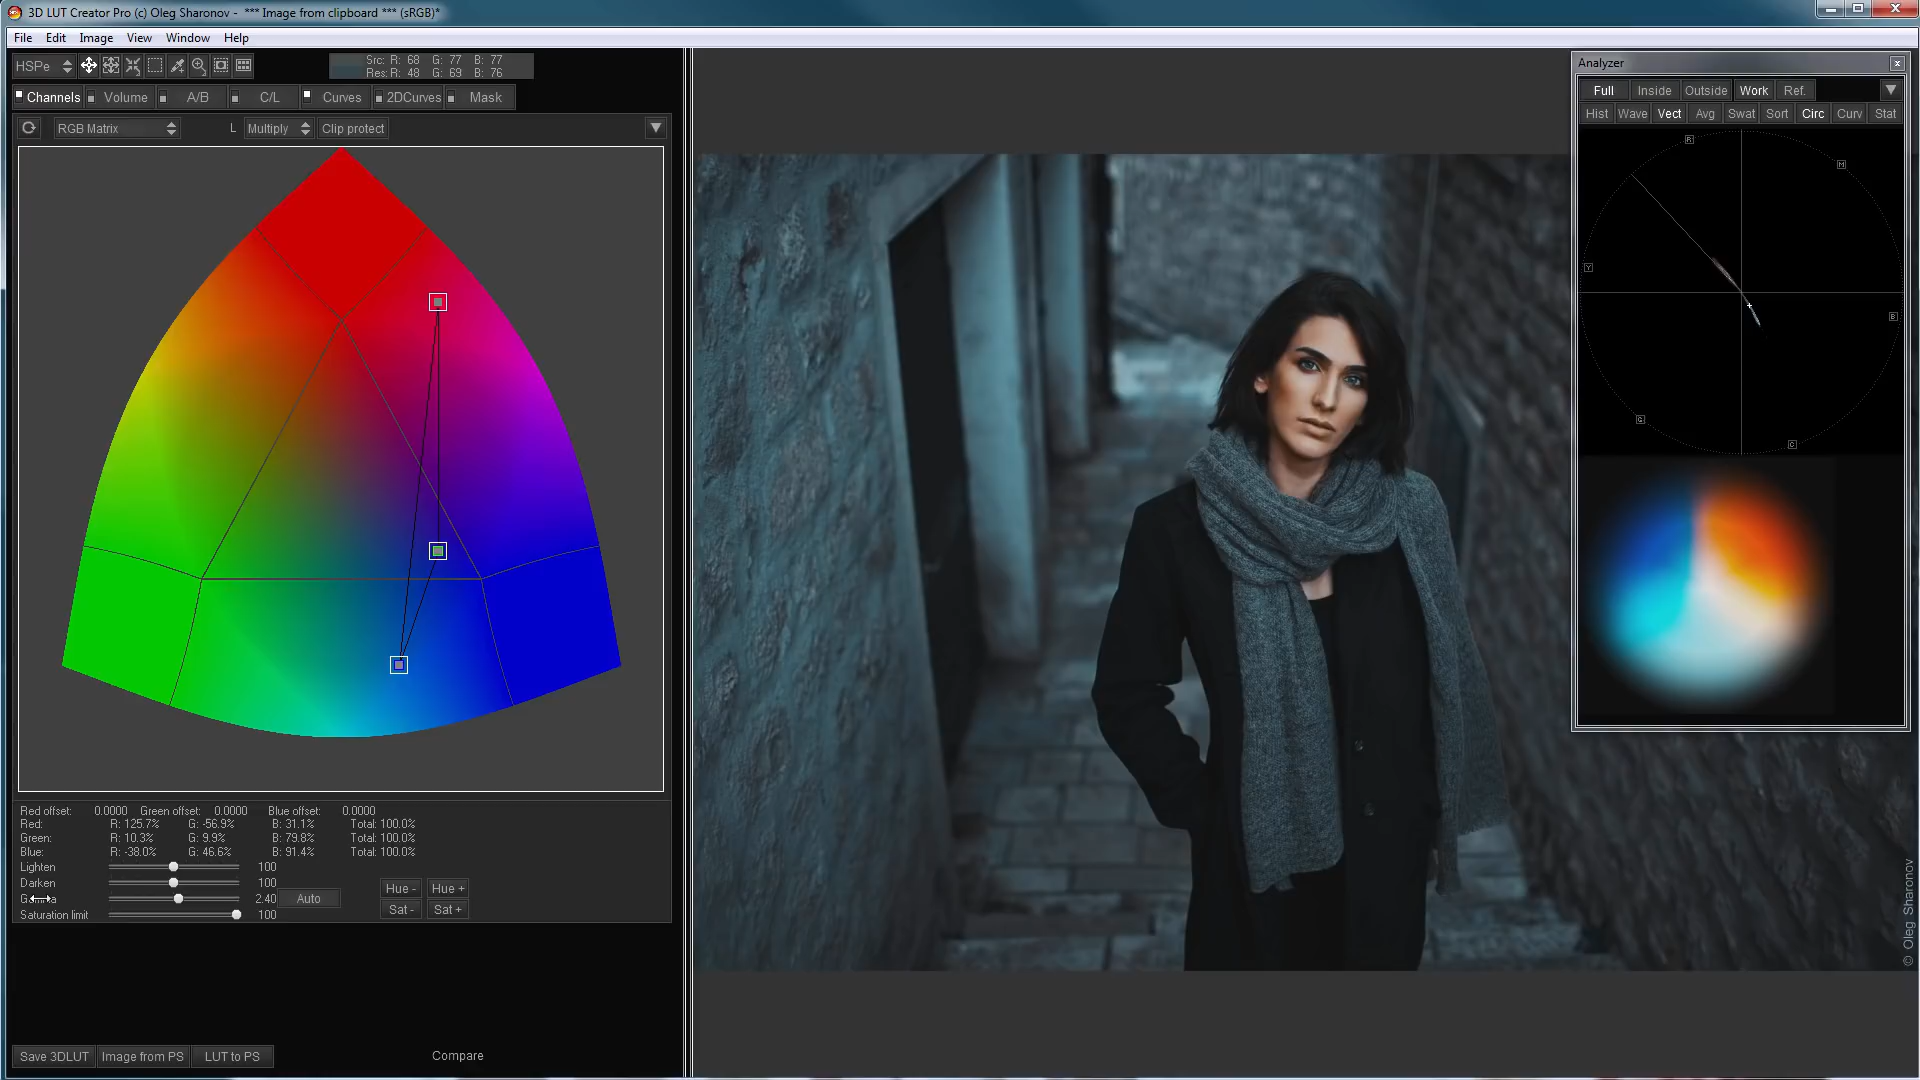 3D LUT Creator Pro (c) Oleg Sharonov - *** Image from clipboard *** (sRGB)*
File Edit Image View Window Help
HSPe
Src: R: 68 G: 77 B: 77
Res: R: 48 G: 69 B: 76
Channels Volume A/B C/L Curves 2DCurves Mask
RGB Matrix L Multiply Clip protect
Red offset: 0.0000 Green offset: 0.0000 Blue offset: 0.0000
Red: R: 125.7% G: -56.9% B: 31.1% Total: 100.0%
Green: R: 10.3% G: 9.9% B: 79.8% Total: 100.0%
Blue: R: -38.0% G: 46.6% B: 91.4% Total: 100.0%
Lighten 100
Darken 100
2.40 Auto
Saturation limit 100
Hue - Hue +
Sat - Sat +
Save 3DLUT Image from PS LUT to PS Compare
Analyzer x
Full Inside Outside Work Ref.
Hist Wave Vect Avg Swat Sort Circ Curv Stat
R
M
Y
B
G
C
© Oleg Sharonov